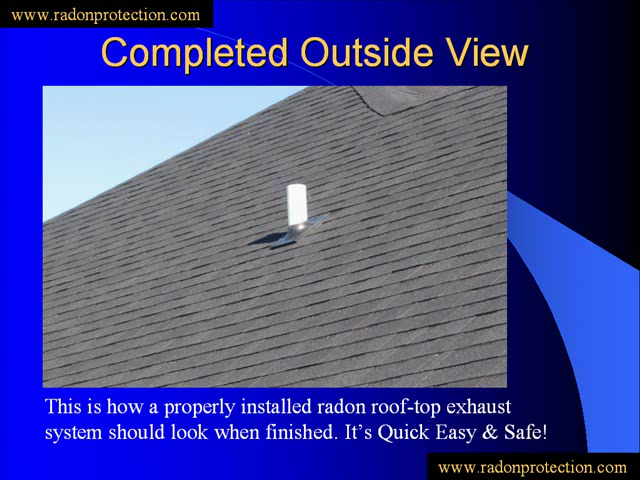 www.radonprotection.com
Completed Outside View
This is how a properly installed radon roof-top exhaust
system should look when finished. It's Quick Easy & Safe!
www.radonprotection.com